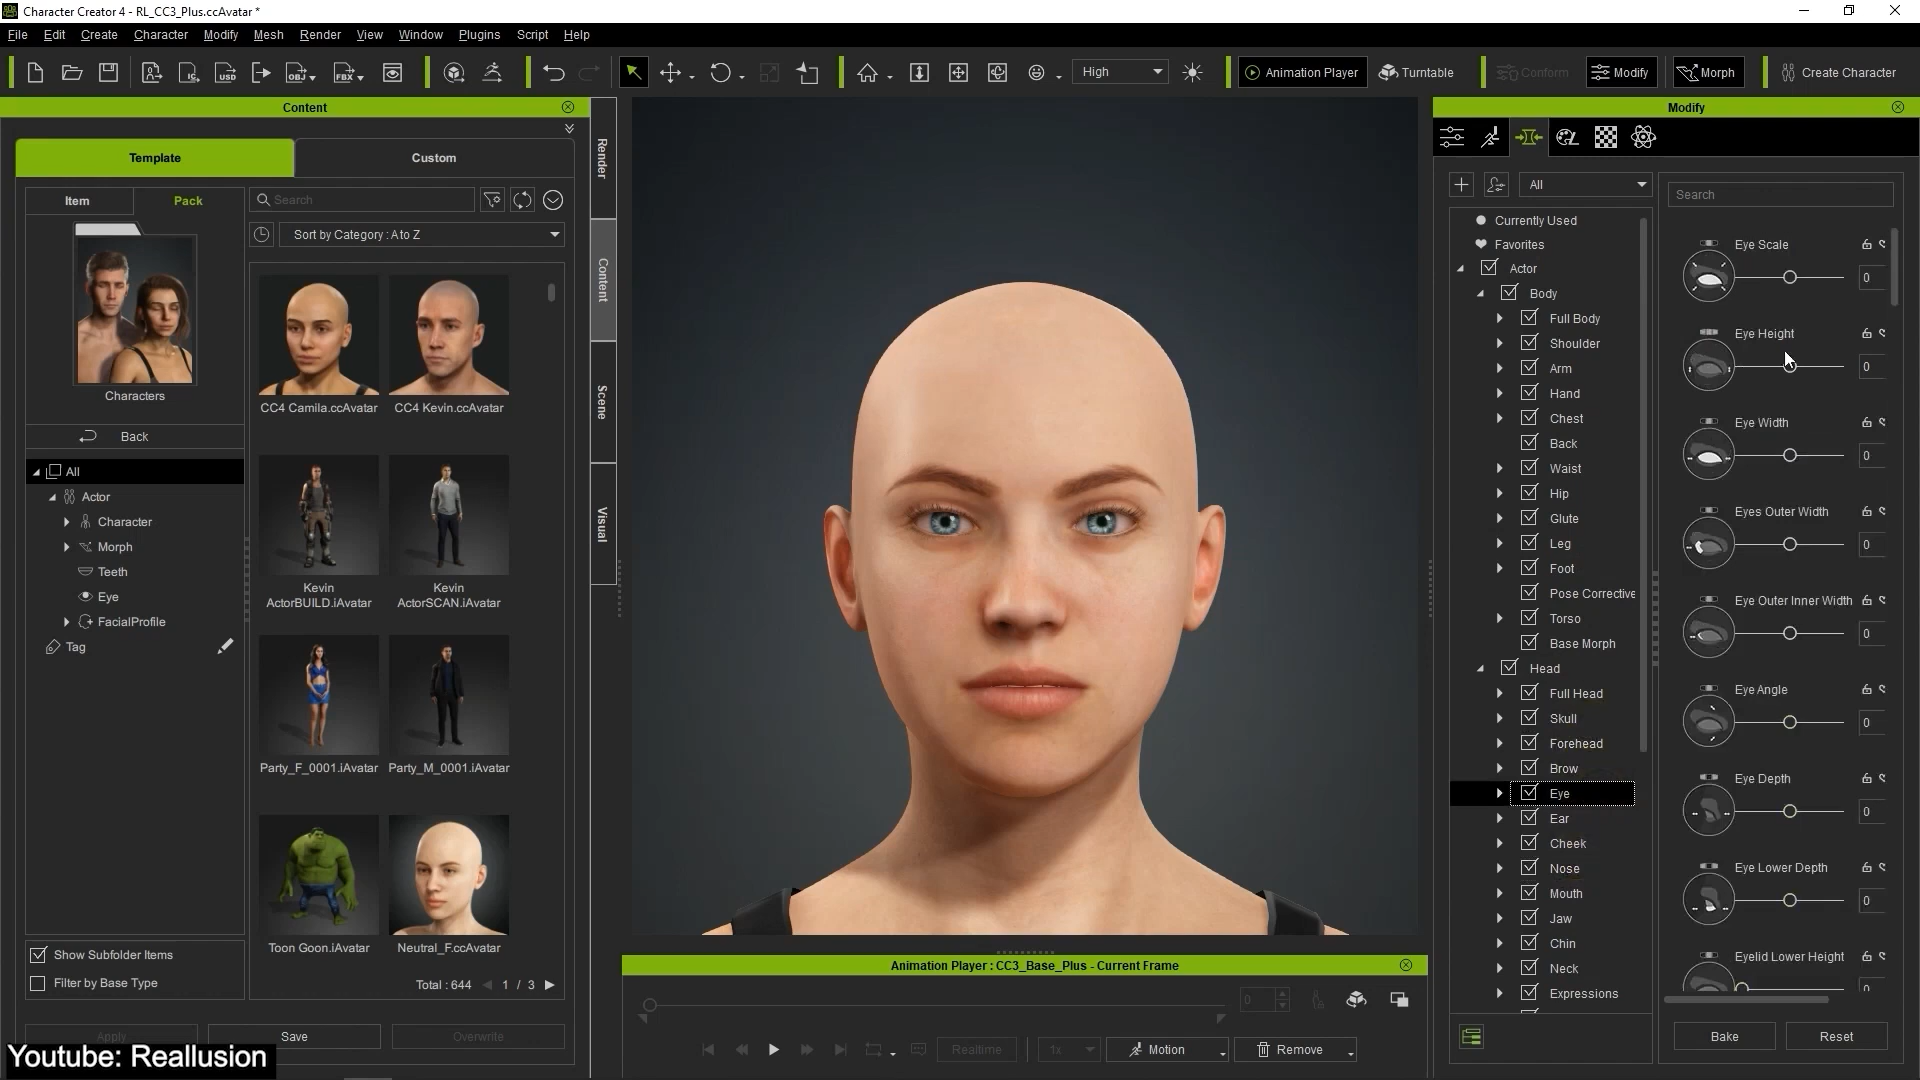 Character Creator 4 - RL_CC3_Plus.ccAvatar *
File Edit Create Character Modify Mesh Render View Window Plugins Script Help
High
Animation Player
Turntable
Conform
Modify
Morph
Create Character
Content
Template
Custom
Item
Pack
Search
Sort by Category : A to Z
Characters
Back
All
Actor
Character
Morph
Teeth
Eye
FacialProfile
Tag
CC4 Camila.ccAvatar
CC4 Kevin.ccAvatar
Kevin
ActorBUILD.iAvatar
Kevin
ActorSCAN.iAvatar
Party_F_0001.iAvatar
Party_M_0001.iAvatar
Toon Goon.iAvatar
Neutral_F.ccAvatar
Show Subfolder Items
Filter by Base Type
Total : 644
1 / 3
Apply
Save
Overwrite
Youtube: Reallusion
Render
Content
Scene
Visual
Animation Player : CC3_Base_Plus - Current Frame
0
Realtime
1x
Motion
Remove
Modify
All
Currently Used
Favorites
Actor
Body
Full Body
Shoulder
Arm
Hand
Chest
Back
Waist
Hip
Glute
Leg
Foot
Pose Corrective
Torso
Base Morph
Head
Full Head
Skull
Forehead
Brow
Eye
Ear
Cheek
Nose
Mouth
Jaw
Chin
Neck
Expressions
Search
Eye Scale
0
Eye Height
0
Eye Width
0
Eyes Outer Width
0
Eye Outer Inner Width
0
Eye Angle
0
Eye Depth
0
Eye Lower Depth
0
Eyelid Lower Height
0
Bake
Reset